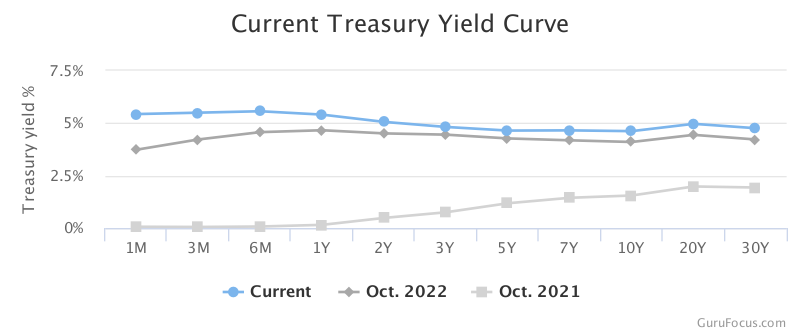 Current Treasury Yield Curve
7.5%
5%
2.5%
0%
Treasury yield %
1M 3M 6M 1Y 2Y 3Y 5Y 7Y 10Y 20Y 30Y
Current Oct. 2022 Oct. 2021
GuruFocus.com